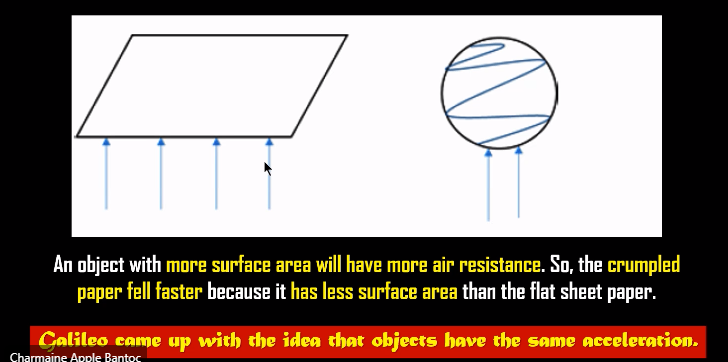 An object with more surface area will have more air resistance. So, the crumpled
paper fell faster because it has less surface area than the flat sheet paper.
Galileo came up with the idea that objects have the same acceleration.
Charmaine Apple Bantoc